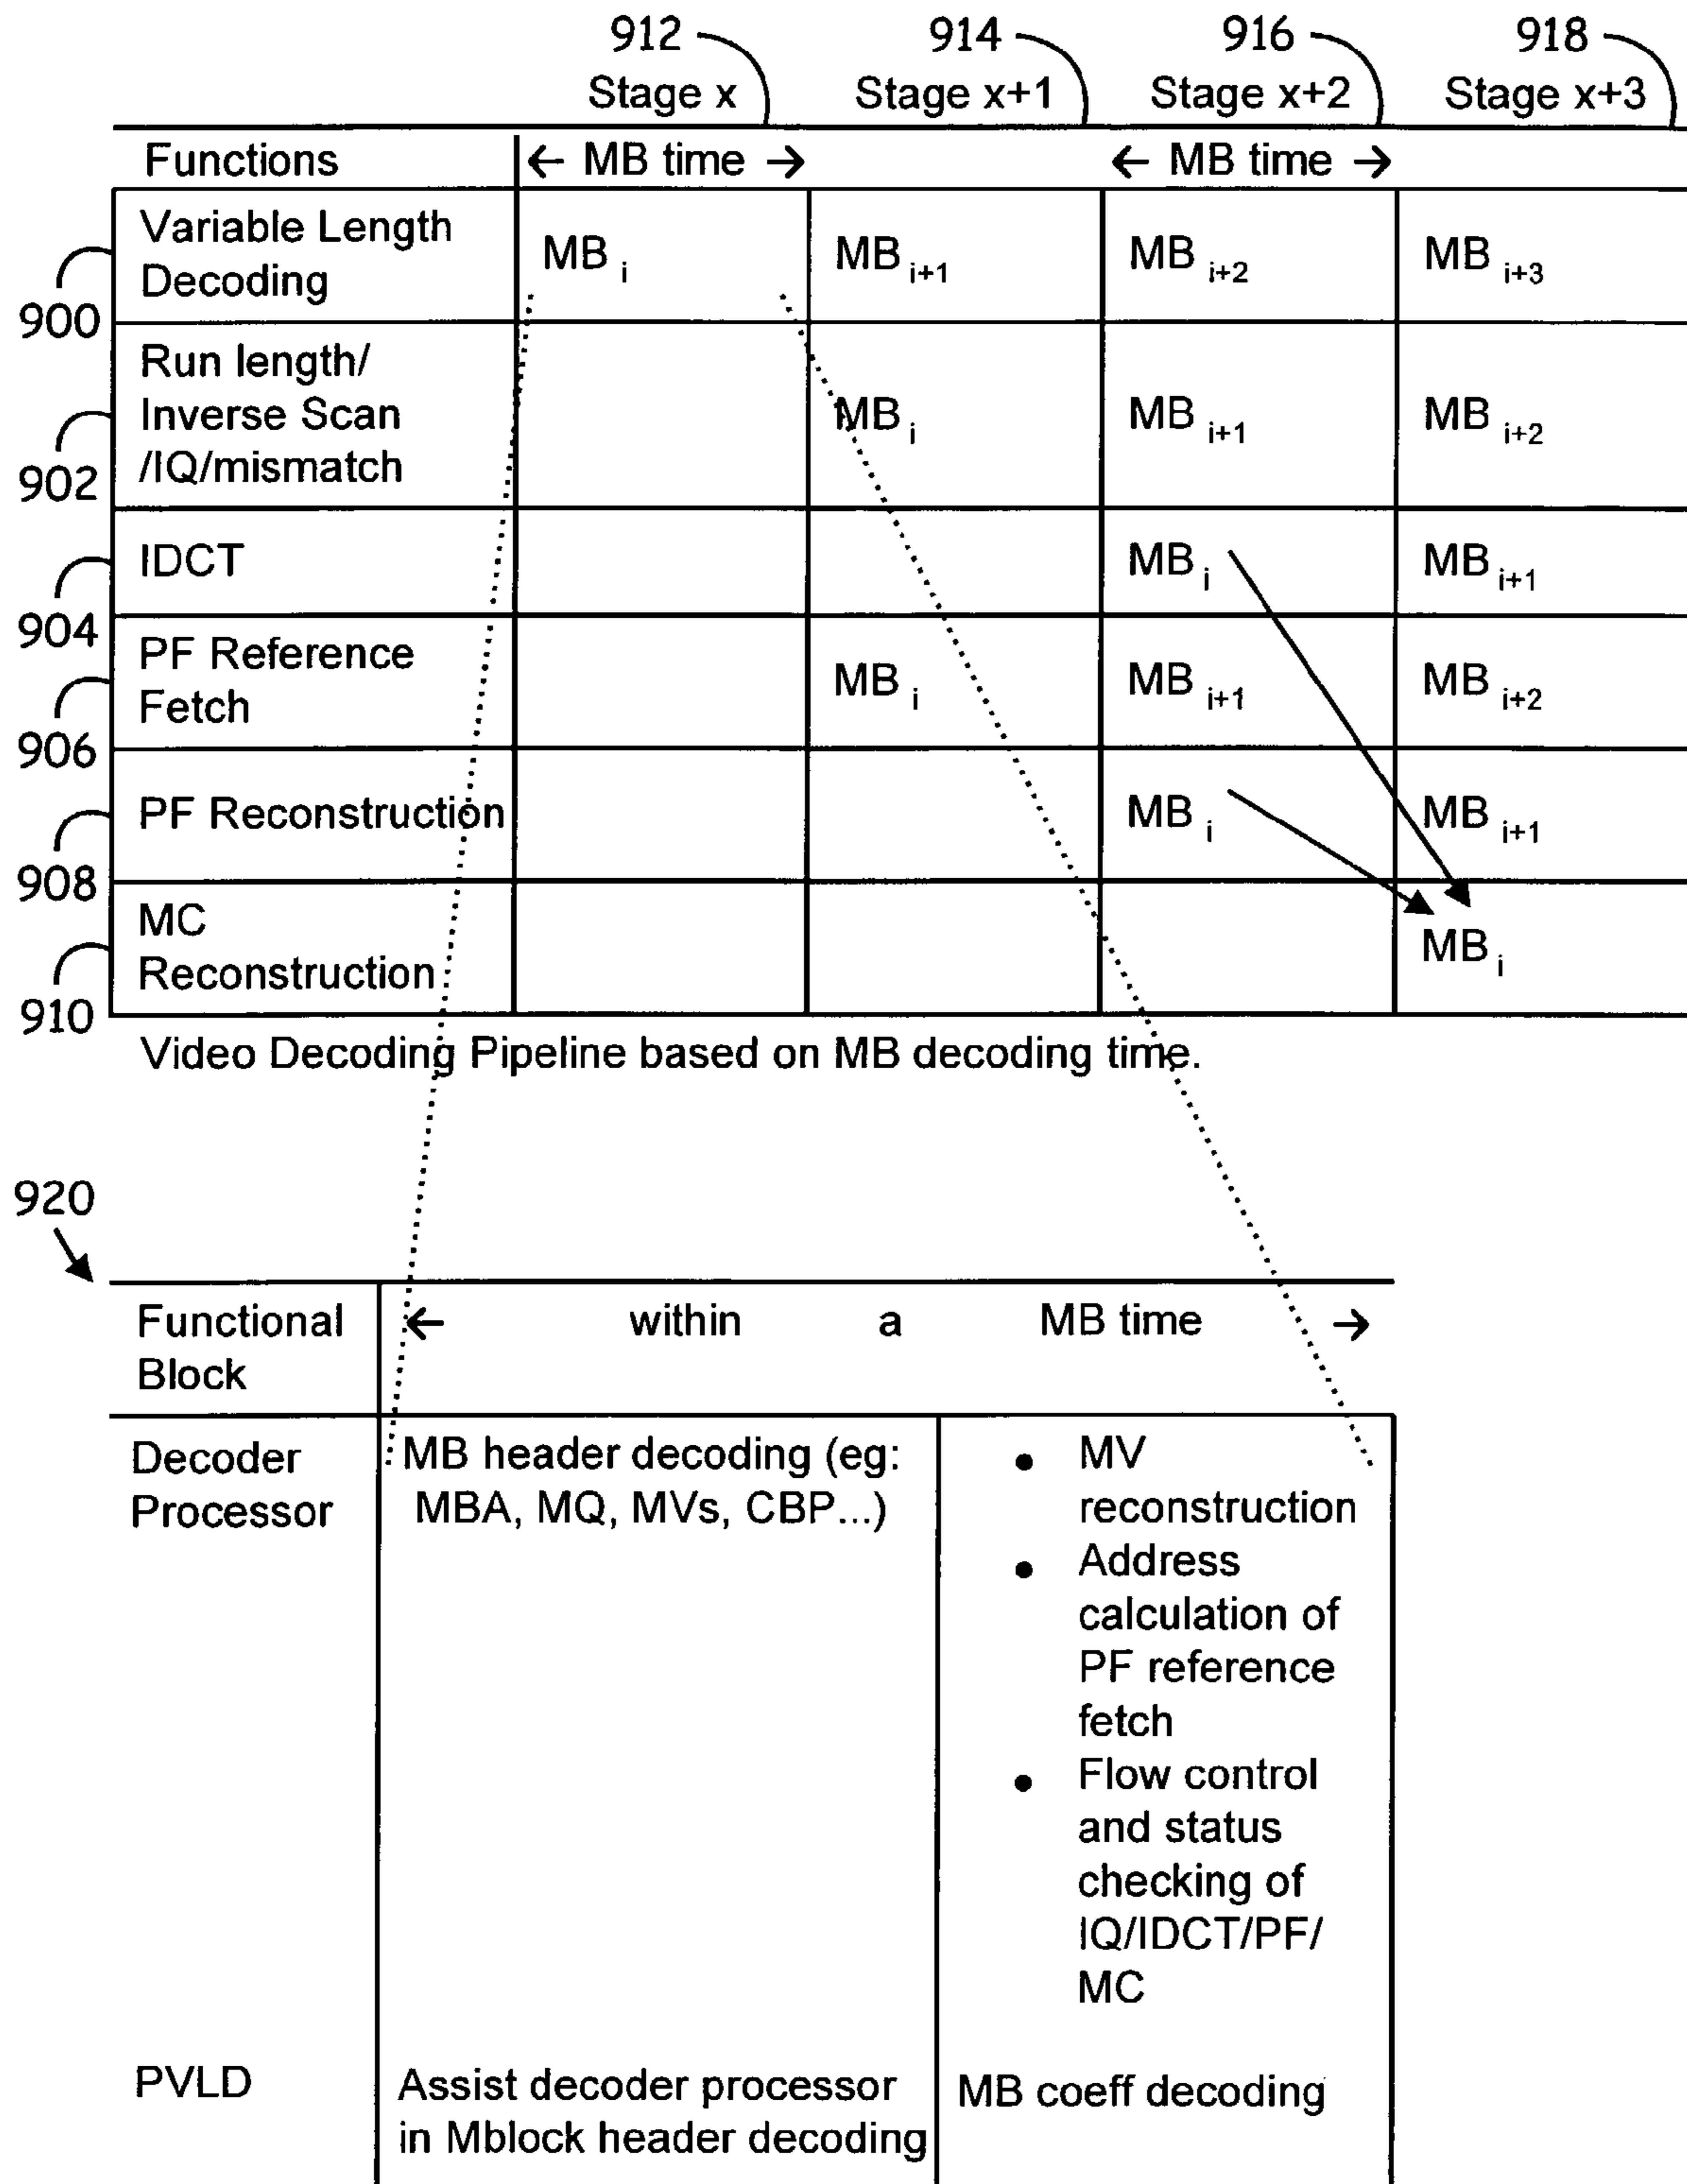 912 914 916 918
Stage x Stage x+1 Stage x+2 Stage x+3
Functions ← MB time → ← MB time →
Variable Length
Decoding
MB i MB i+1 MB i+2 MB i+3
900
Run length/
Inverse Scan
/IQ/mismatch
MB i MB i+1 MB i+2
902
IDCT MB i MB i+1
904
PF Reference
Fetch
MB i MB i+1 MB i+2
906
PF Reconstruction MB i MB i+1
908
MC
Reconstruction
MB i
910
Video Decoding Pipeline based on MB decoding time.
920
Functional
Block
← within a MB time →
Decoder
Processor
MB header decoding (eg:
MBA, MQ, MVs, CBP...)
• MV
reconstruction
• Address
calculation of
PF reference
fetch
• Flow control
and status
checking of
IQ/IDCT/PF/
MC
PVLD
Assist decoder processor
in Mblock header decoding
MB coeff decoding